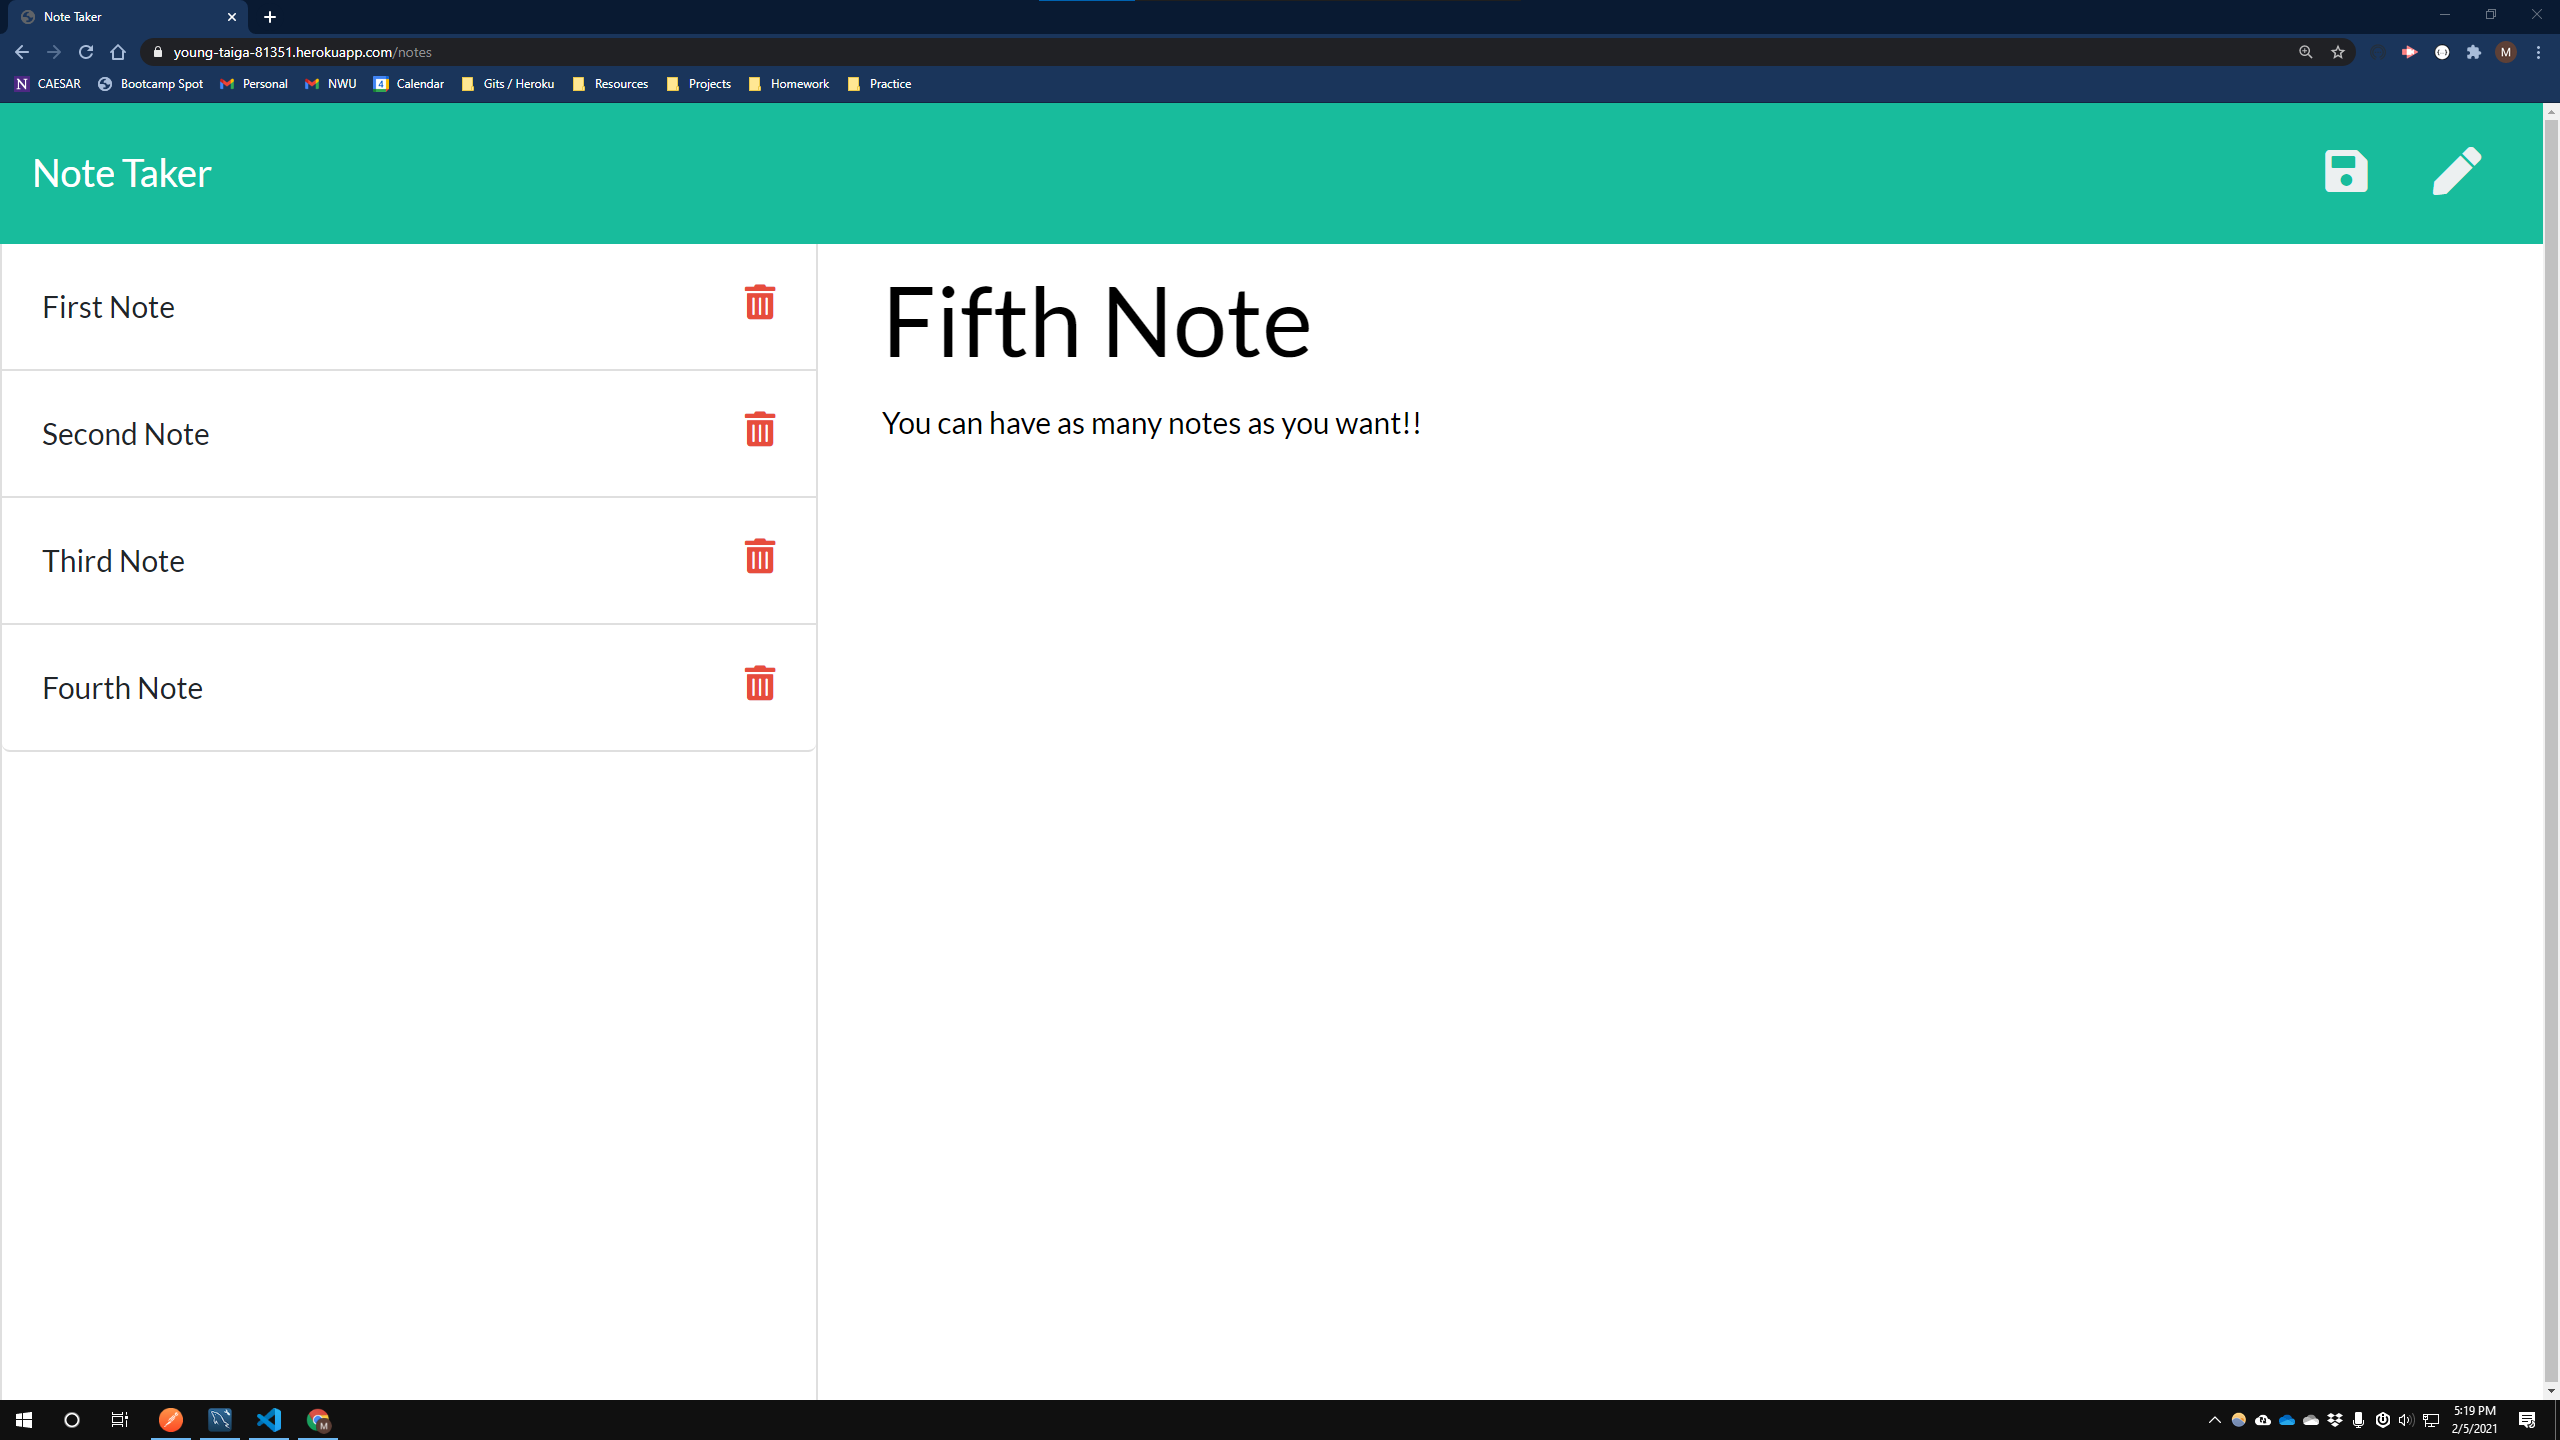 Note Taker
young-taiga-81351.herokuapp.com/notes
M
N CAESAR Bootcamp Spot Personal NWU 4 Calendar Gits / Heroku Resources Projects Homework Practice
Note Taker
First Note
Second Note
Third Note
Fourth Note
Fifth Note
You can have as many notes as you want!!
M
5:19 PM
2/5/2021